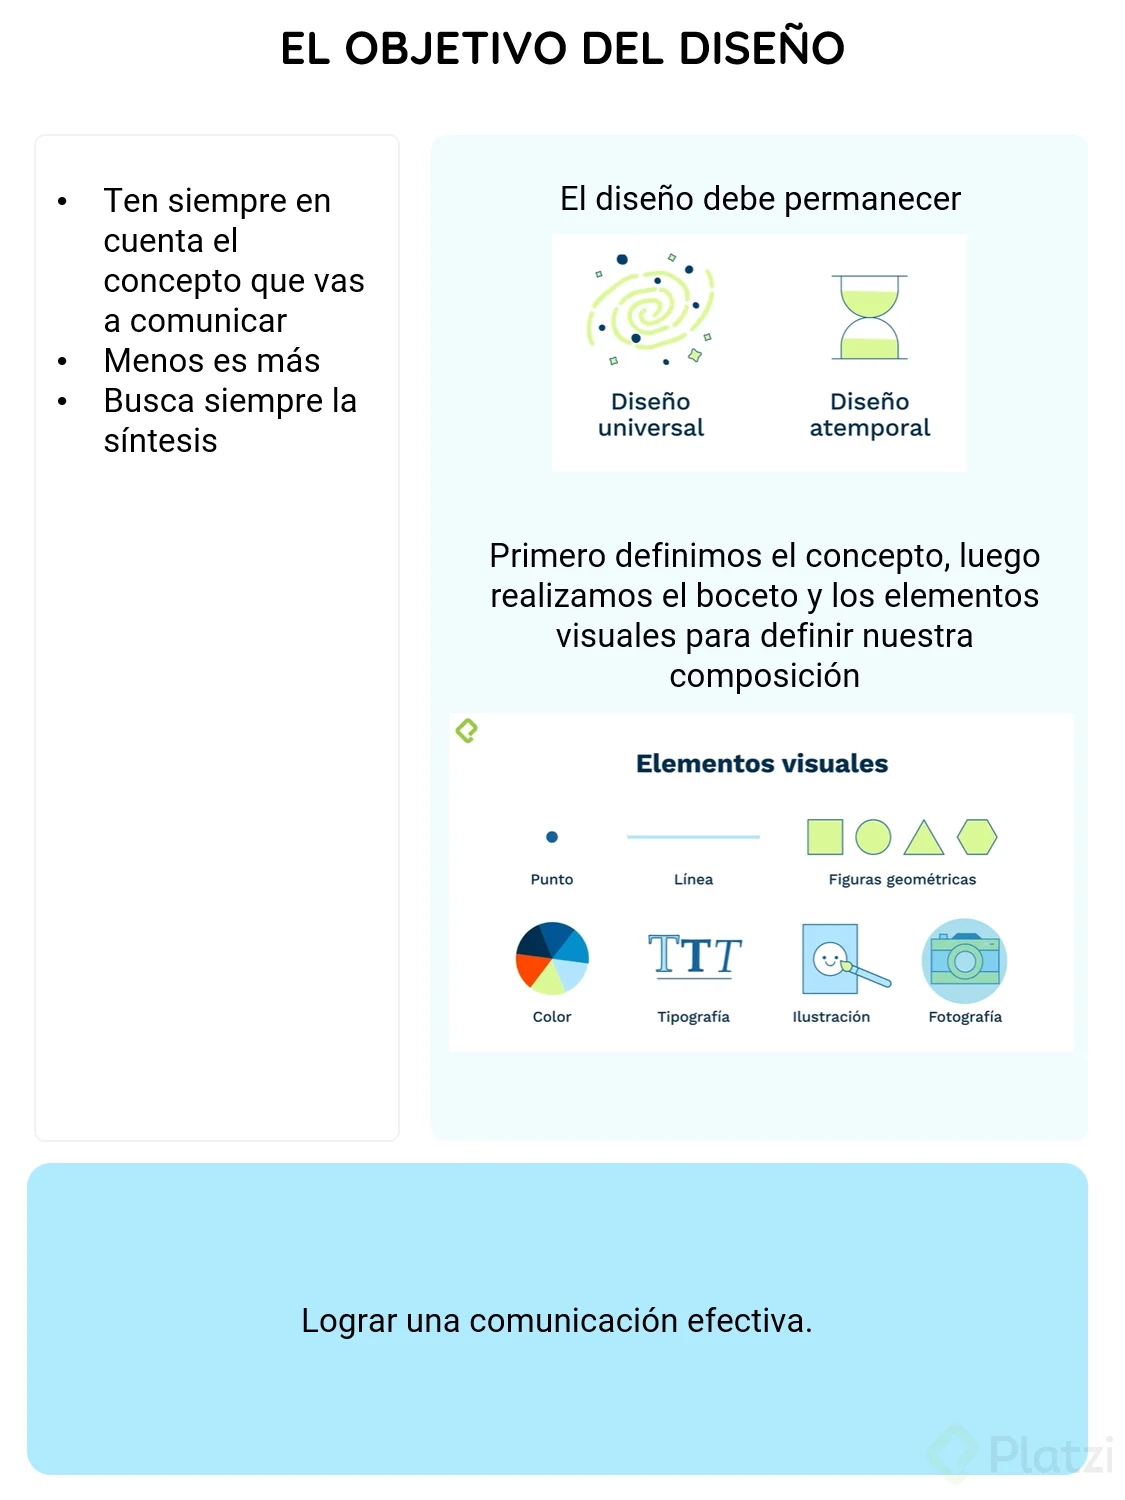 EL OBJETIVO DEL DISEÑO
• Ten siempre en
cuenta el
concepto que vas
a comunicar
• Menos es más
• Busca siempre la
síntesis
El diseño debe permanecer
Diseño
universal
Diseño
atemporal
Primero definimos el concepto, luego
realizamos el boceto y los elementos
visuales para definir nuestra
composición
Elementos visuales
Punto
Línea
Figuras geométricas
Color
TTT
Tipografía
Ilustración
Fotografía
Lograr una comunicación efectiva.
Platzi